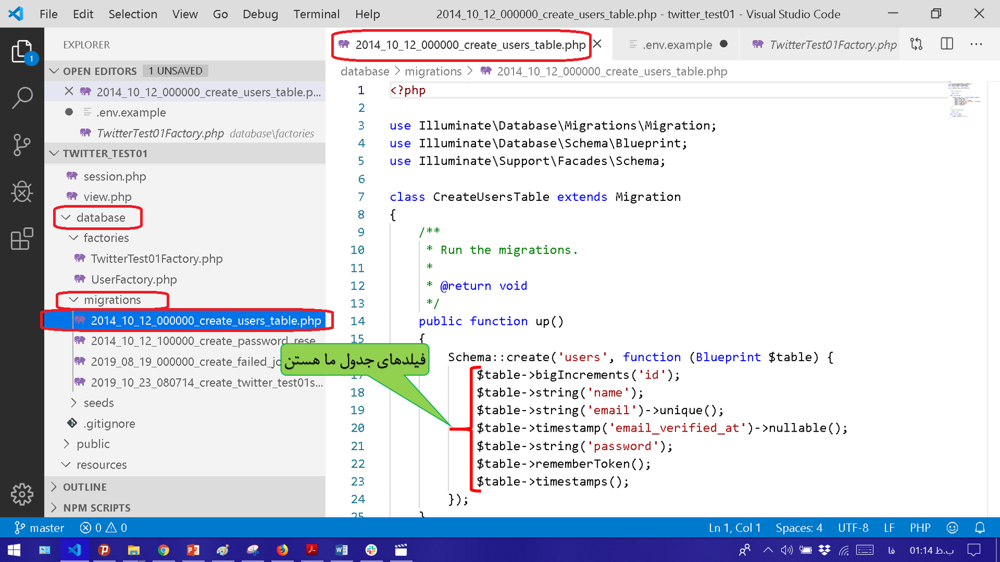 File Edit Selection View Go Debug Terminal Help
2014_10_12_000000_create_users_table.php - twitter_test01 - Visual Studio Code
1
EXPLORER
OPEN EDITORS 1 UNSAVED
2014_10_12_000000_create_users_table.p...
.env.example
TwitterTest01Factory.php database\factories
TWITTER_TEST01
session.php
view.php
database
factories
TwitterTest01Factory.php
UserFactory.php
migrations
2014_10_12_000000_create_users_table.php
2014_10_12_100000_create_password_rese
2019_08_19_000000_create_failed_jo
2019_10_23_080714_create_twitter_test01s...
seeds
.gitignore
public
resources
OUTLINE
NPM SCRIPTS
2014_10_12_000000_create_users_table.php
.env.example
TwitterTest01Factory.php
database > migrations > 2014_10_12_000000_create_users_table.php
1 <?php
2
3 use Illuminate\Database\Migrations\Migration;
4 use Illuminate\Database\Schema\Blueprint;
5 use Illuminate\Support\Facades\Schema;
6
7 class CreateUsersTable extends Migration
8 {
9 /**
10 * Run the migrations.
11 *
12 * @return void
13 */
14 public function up()
15 {
Schema::create('users', function (Blueprint $table) {
17 $table->bigIncrements('id');
18 $table->string('name');
19 $table->string('email')->unique();
20 $table->timestamp('email_verified_at')->nullable();
21 $table->string('password');
22 $table->rememberToken();
23 $table->timestamps();
24 });
25 }
فیلدهای جدول ما هستن
master 0 0
Ln 1, Col 1 Spaces: 4 UTF-8 LF PHP
فا
01:14 ب.ظ